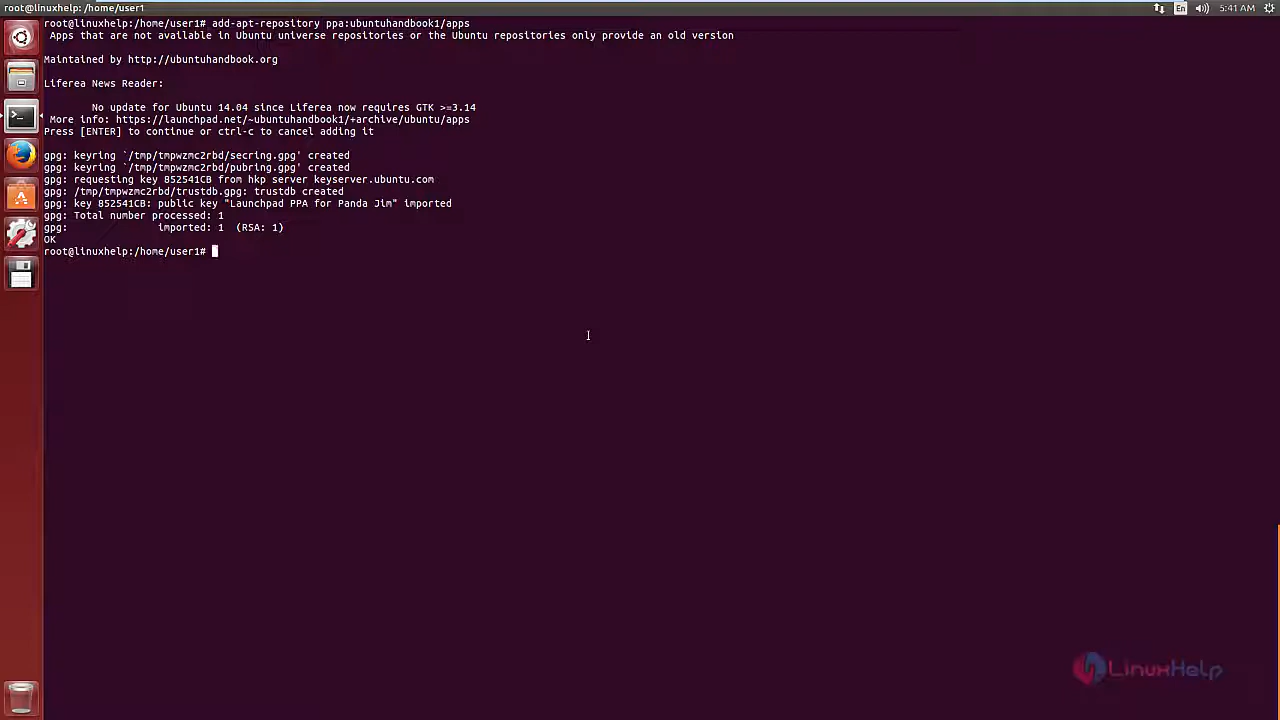 root@linuxhelp: /home/user1
En
5:41 AM
root@linuxhelp:/home/user1# add-apt-repository ppa:ubuntuhandbook1/apps
Apps that are not available in Ubuntu universe repositories or the Ubuntu repositories only provide an old version
Maintained by http://ubuntuhandbook.org
Liferea News Reader:
No update for Ubuntu 14.04 since Liferea now requires GTK >=3.14
More info: https://launchpad.net/~ubuntuhandbook1/+archive/ubuntu/apps
Press [ENTER] to continue or ctrl-c to cancel adding it
gpg: keyring `/tmp/tmpwzmc2rbd/secring.gpg' created
gpg: keyring `/tmp/tmpwzmc2rbd/pubring.gpg' created
gpg: requesting key 852541CB from hkp server keyserver.ubuntu.com
gpg: /tmp/tmpwzmc2rbd/trustdb.gpg: trustdb created
gpg: key 852541CB: public key "Launchpad PPA for Panda Jim" imported
gpg: Total number processed: 1
gpg:               imported: 1  (RSA: 1)
OK
root@linuxhelp:/home/user1#
LinuxHelp